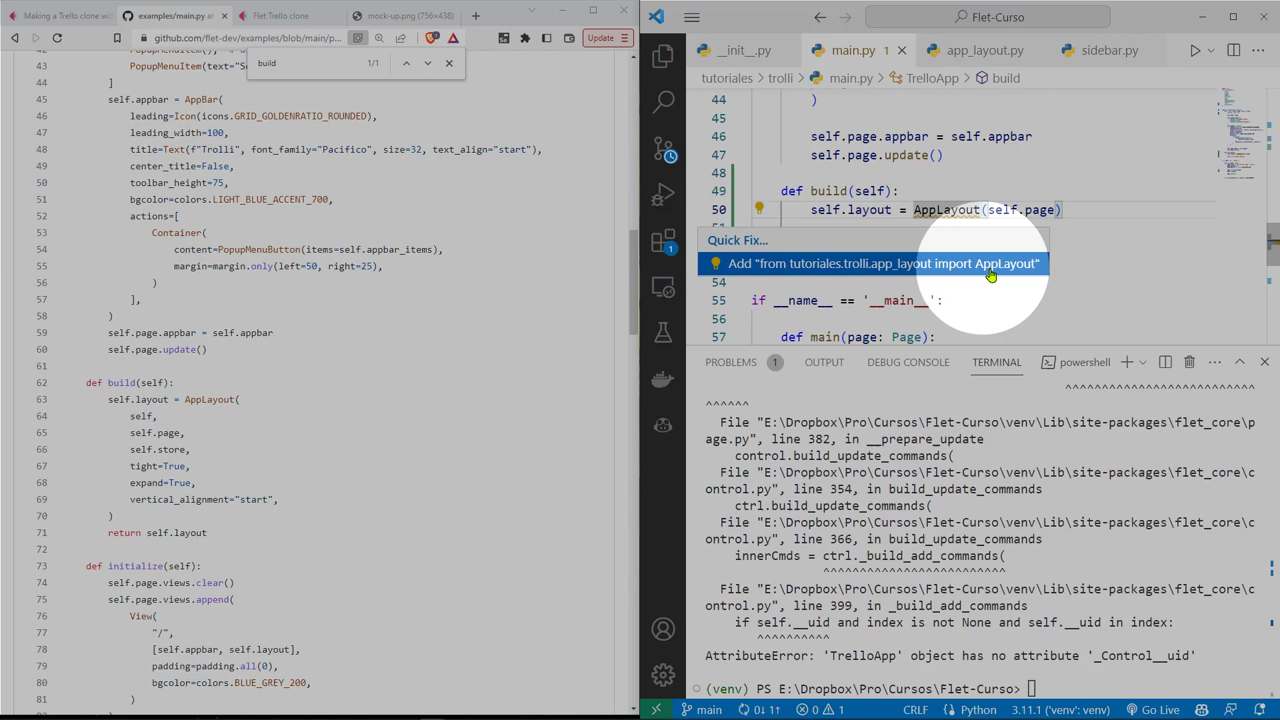 Making a Trello clone with
examples/main.py at
Flet Trello clone
mock-up.png (756×438)
github.com/flet-dev/examples/blob/main/p...
Update
build
1/1
43 PopupMenuItem(text="Se
44 ]
45 self.appbar = AppBar(
46 leading=Icon(icons.GRID_GOLDENRATIO_ROUNDED),
47 leading_width=100,
48 title=Text(f"Trolli", font_family="Pacifico", size=32, text_align="start"),
49 center_title=False,
50 toolbar_height=75,
51 bgcolor=colors.LIGHT_BLUE_ACCENT_700,
52 actions=[
53 Container(
54 content=PopupMenuButton(items=self.appbar_items),
55 margin=margin.only(left=50, right=25),
56 )
57 ],
58 )
59 self.page.appbar = self.appbar
60 self.page.update()
61
62 def build(self):
63 self.layout = AppLayout(
64 self,
65 self.page,
66 self.store,
67 tight=True,
68 expand=True,
69 vertical_alignment="start",
70 )
71 return self.layout
72
73 def initialize(self):
74 self.page.views.clear()
75 self.page.views.append(
76 View(
77 "/",
78 [self.appbar, self.layout],
79 padding=padding.all(0),
80 bgcolor=colors.BLUE_GREY_200,
81 )
Flet-Curso
__init__.py
main.py 1
app_layout.py
sidebar.py
tutoriales > trolli > main.py > TrelloApp > build
44 )
45
46 self.page.appbar = self.appbar
47 self.page.update()
48
49 def build(self):
50 self.layout = AppLayout(self.page)
Quick Fix...
Add "from tutoriales.trolli.app_layout import AppLayout"
54
55 if __name__ == '__main__':
56
57 def main(page: Page):
PROBLEMS 1 OUTPUT DEBUG CONSOLE TERMINAL powershell
^^^^^^^^^^^^^^^^^^^^^^^^^
^^^^^^
File "E:\Dropbox\Pro\Cursos\Flet-Curso\venv\Lib\site-packages\flet_core\p
age.py", line 382, in __prepare_update
control.build_update_commands(
File "E:\Dropbox\Pro\Cursos\Flet-Curso\venv\Lib\site-packages\flet_core\c
ontrol.py", line 354, in build_update_commands
ctrl.build_update_commands(
File "E:\Dropbox\Pro\Cursos\Flet-Curso\venv\Lib\site-packages\flet_core\c
ontrol.py", line 366, in build_update_commands
innerCmds = ctrl._build_add_commands(
^^^^^^^^^^^^^^^^^^^^^^^^^
File "E:\Dropbox\Pro\Cursos\Flet-Curso\venv\Lib\site-packages\flet_core\c
ontrol.py", line 399, in _build_add_commands
if self.__uid and index is not None and self.__uid in index:
^^^^^^^^^^
AttributeError: 'TrelloApp' object has no attribute '_Control__uid'
(venv) PS E:\Dropbox\Pro\Cursos\Flet-Curso>
main 0↓ 1↑ 0 1 CRLF Python 3.11.1 ('venv': venv) Go Live